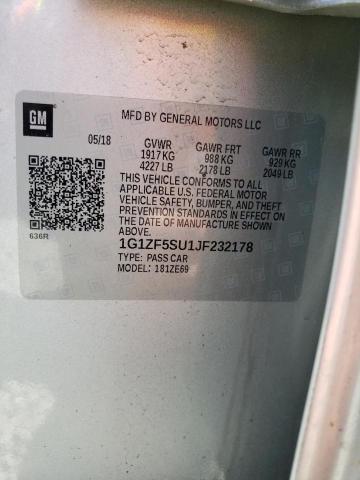 GM
MFD BY GENERAL MOTORS LLC
05/18 GVWR GAWR FRT GAWR RR
1917 KG 988 KG 929 KG
4227 LB 2178 LB 2049 LB
THIS VEHICLE CONFORMS TO ALL
APPLICABLE U.S. FEDERAL MOTOR
VEHICLE SAFETY, BUMPER, AND THEFT
PREVENTION STANDARDS IN EFFECT ON
THE DATE OF MANUFACTURE SHOWN
ABOVE.
636R
1G1ZF5SU1JF232178
TYPE: PASS CAR
MODEL: 181ZE69